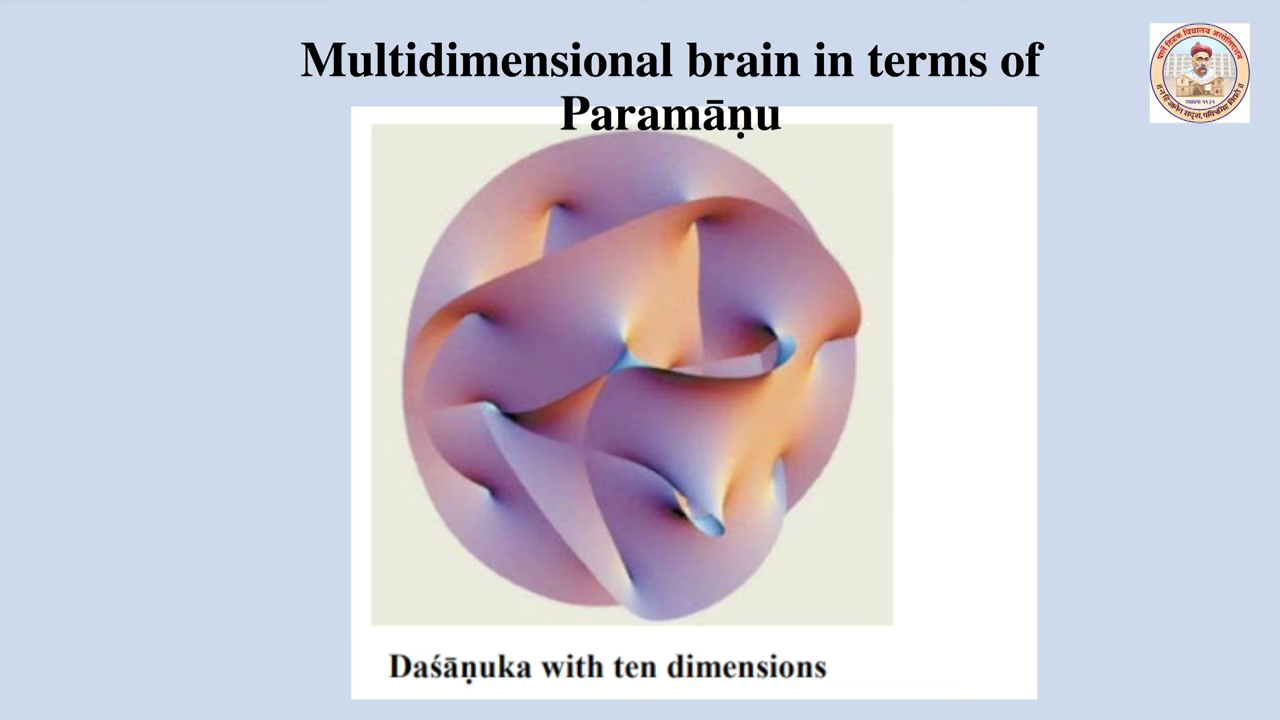 Multidimensional brain in terms of
Paramāṇu
Daśāṇuka with ten dimensions